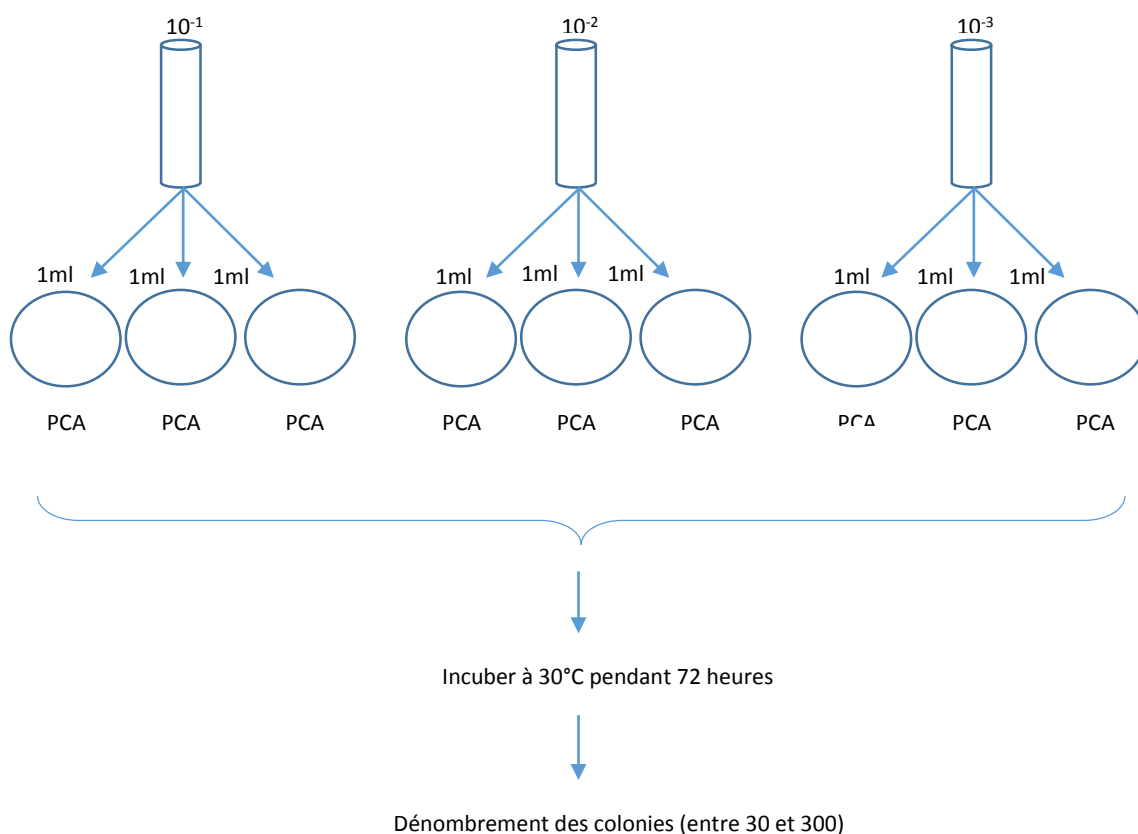 10⁻¹ 10⁻² 10⁻³
1ml 1ml 1ml 1ml 1ml 1ml 1ml 1ml 1ml
PCA PCA PCA PCA PCA PCA PCA PCA PCA
Incuber à 30°C pendant 72 heures
Dénombrement des colonies (entre 30 et 300)